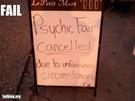 FAIL
Le Petit Mort
Psychic Fair
Cancelled
due to unforeseen
circumstances
failblog.org